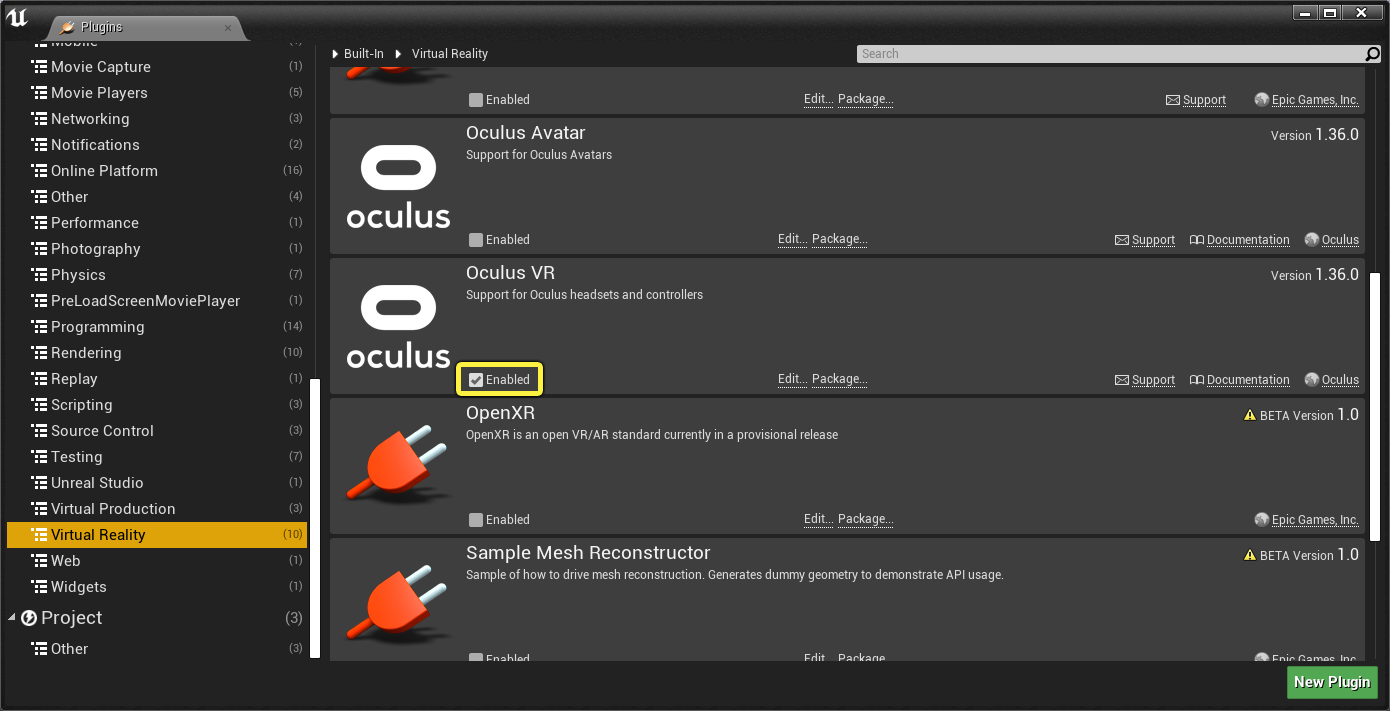 Plugins
Mobile
Movie Capture (1)
Movie Players (5)
Networking (3)
Notifications (2)
Online Platform (16)
Other (4)
Performance (1)
Photography (1)
Physics (7)
PreLoadScreenMoviePlayer (1)
Programming (14)
Rendering (10)
Replay (1)
Scripting (3)
Source Control (3)
Testing (7)
Unreal Studio (1)
Virtual Production (3)
Virtual Reality (10)
Web (1)
Widgets (1)
Project (3)
Other (3)
Built-In Virtual Reality
Search
Enabled Edit... Package... Support Epic Games, Inc.
Oculus Avatar Version 1.36.0
Support for Oculus Avatars
oculus
Enabled Edit... Package... Support Documentation Oculus
Oculus VR Version 1.36.0
Support for Oculus headsets and controllers
oculus
Enabled Edit... Package... Support Documentation Oculus
OpenXR BETA Version 1.0
OpenXR is an open VR/AR standard currently in a provisional release
Enabled Edit... Package... Epic Games, Inc.
Sample Mesh Reconstructor BETA Version 1.0
Sample of how to drive mesh reconstruction. Generates dummy geometry to demonstrate API usage.
Enabled Edit... Package... Epic Games, Inc.
New Plugin